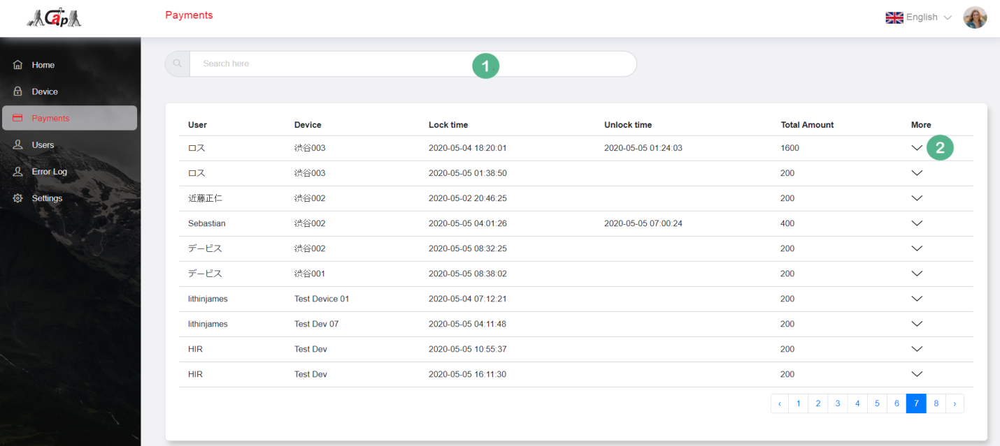 Cap
Payments
English
Home
Device
Payments
Users
Error Log
Settings
Search here
1
User Device Lock time Unlock time Total Amount More
ロス 渋谷003 2020-05-04 18:20:01 2020-05-05 01:24:03 1600 2
ロス 渋谷003 2020-05-05 01:38:50 200
近藤正仁 渋谷002 2020-05-02 20:46:25 200
Sebastian 渋谷002 2020-05-05 04:01:26 2020-05-05 07:00:24 400
デービス 渋谷002 2020-05-05 08:32:25 200
デービス 渋谷001 2020-05-05 08:38:02 200
lithinjames Test Device 01 2020-05-04 07:12:21 200
lithinjames Test Dev 07 2020-05-05 04:11:48 200
HIR Test Dev 2020-05-05 10:55:37 200
HIR Test Dev 2020-05-05 16:11:30 200
‹ 1 2 3 4 5 6 7 8 ›